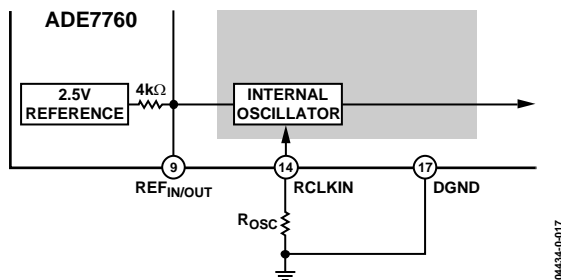 ADE7760
2.5V
REFERENCE
4kΩ
INTERNAL
OSCILLATOR
9
14
17
REFIN/OUT
RCLKIN
DGND
ROSC
04434-0-017